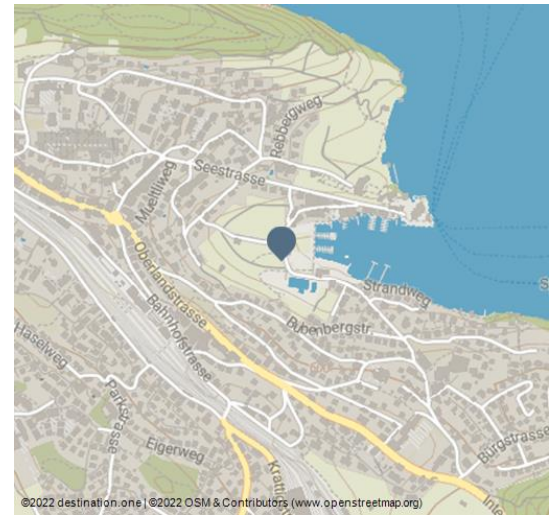 Rebbergweg
Seestrasse
Mueltliweg
Oberlandstrasse
Bahnhofstrasse
Strandweg
Bubenbergstr.
Haselweg
Parkstrasse
Eigerweg
Burgstrasse
©2022 destination.one | ©2022 OSM & Contributors (www.openstreetmap.org)